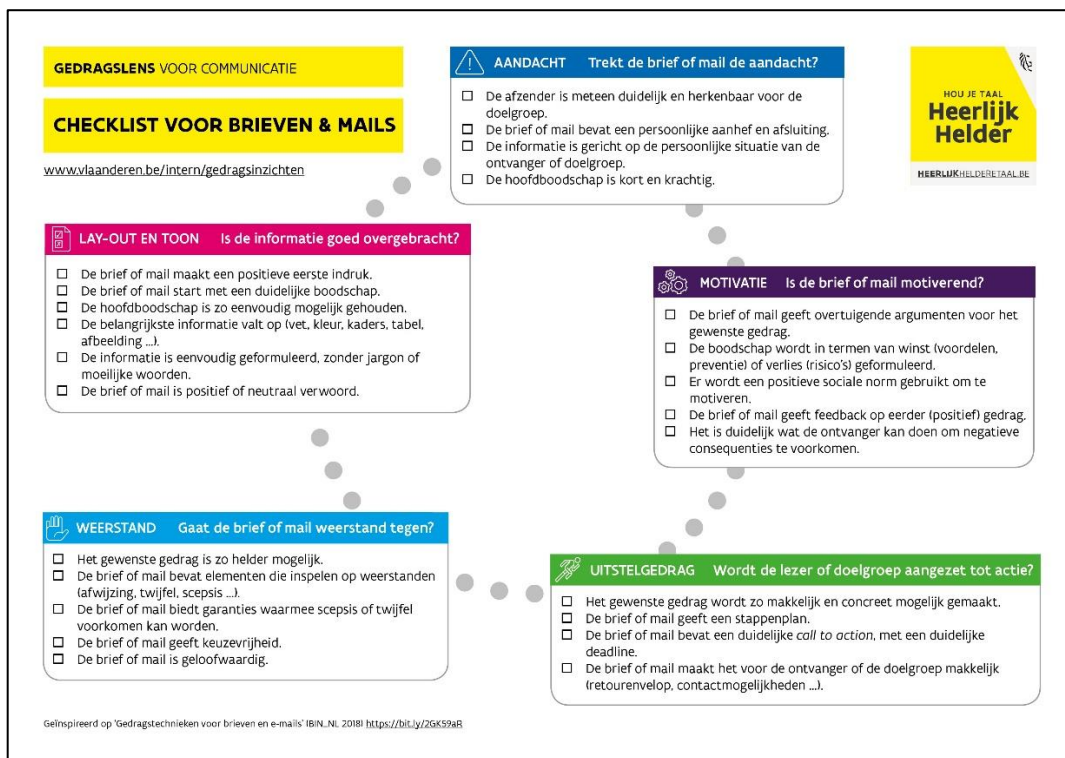 GEDRAGSLENS VOOR COMMUNICATIE
CHECKLIST VOOR BRIEVEN & MAILS
www.vlaanderen.be/intern/gedragsinzichten
AANDACHT Trekt de brief of mail de aandacht?
De afzender is meteen duidelijk en herkenbaar voor de
doelgroep.
De brief of mail bevat een persoonlijke aanhef en afsluiting.
De informatie is gericht op de persoonlijke situatie van de
ontvanger of doelgroep.
De hoofdboodschap is kort en krachtig.
HOU JE TAAL
Heerlijk
Helder
HEERLIJKHELDERETAAL.BE
LAY-OUT EN TOON Is de informatie goed overgebracht?
De brief of mail maakt een positieve eerste indruk.
De brief of mail start met een duidelijke boodschap.
De hoofdboodschap is zo eenvoudig mogelijk gehouden.
De belangrijkste informatie valt op (vet, kleur, kaders, tabel,
afbeelding ...).
De informatie is eenvoudig geformuleerd, zonder jargon of
moeilijke woorden.
De brief of mail is positief of neutraal verwoord.
MOTIVATIE Is de brief of mail motiverend?
De brief of mail geeft overtuigende argumenten voor het
gewenste gedrag.
De boodschap wordt in termen van winst (voordelen,
preventie) of verlies (risico's) geformuleerd.
Er wordt een positieve sociale norm gebruikt om te
motiveren.
De brief of mail geeft feedback op eerder (positief) gedrag.
Het is duidelijk wat de ontvanger kan doen om negatieve
consequenties te voorkomen.
WEERSTAND Gaat de brief of mail weerstand tegen?
Het gewenste gedrag is zo helder mogelijk.
De brief of mail bevat elementen die inspelen op weerstanden
(afwijzing, twijfel, scepsis ...).
De brief of mail biedt garanties waarmee scepsis of twijfel
voorkomen kan worden.
De brief of mail geeft keuzevrijheid.
De brief of mail is geloofwaardig.
UITSTELGEDRAG Wordt de lezer of doelgroep aangezet tot actie?
Het gewenste gedrag wordt zo makkelijk en concreet mogelijk gemaakt.
De brief of mail geeft een stappenplan.
De brief of mail bevat een duidelijke call to action, met een duidelijke
deadline.
De brief of mail maakt het voor de ontvanger of de doelgroep makkelijk
(retourenvelop, contactmogelijkheden ...).
Geïnspireerd op 'Gedragstechnieken voor brieven en e-mails' (BIN_NL 2018) https://bit.ly/2GK59aR